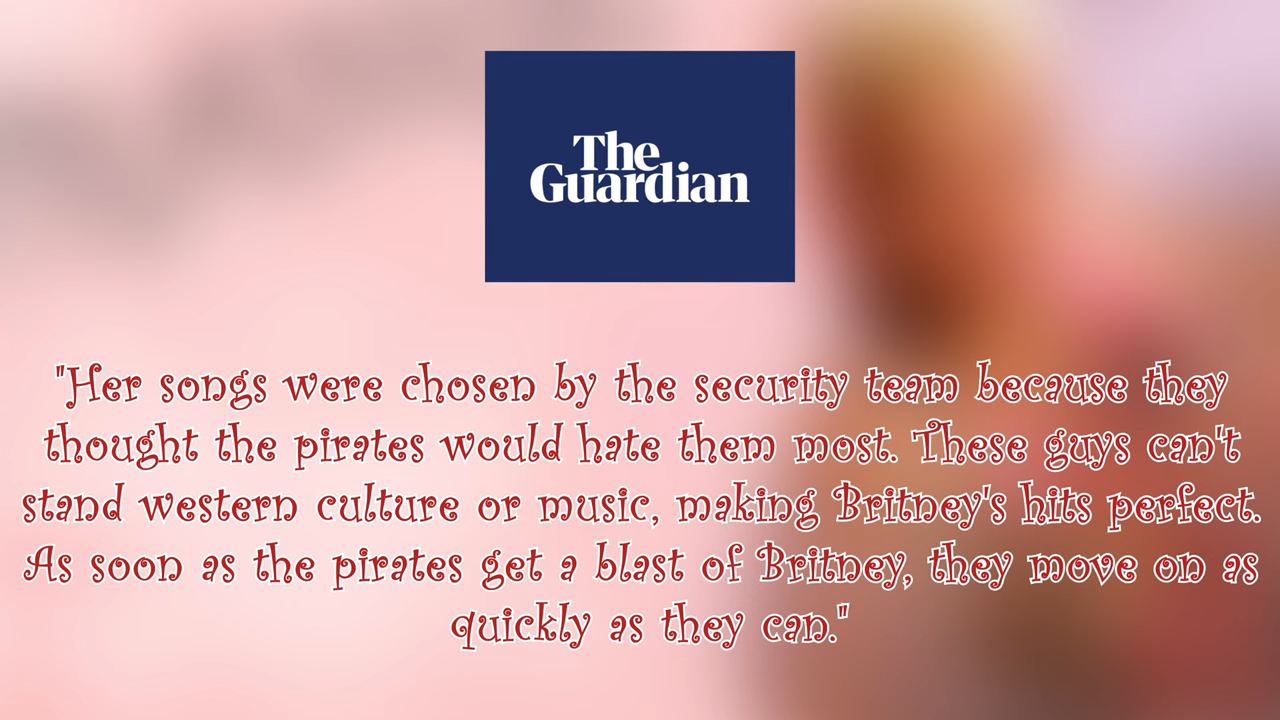 The
Guardian
"Her songs were chosen by the security team because they
thought the pirates would hate them most. These guys can't
stand western culture or music, making Britney's hits perfect.
As soon as the pirates get a blast of Britney, they move on as
quickly as they can."